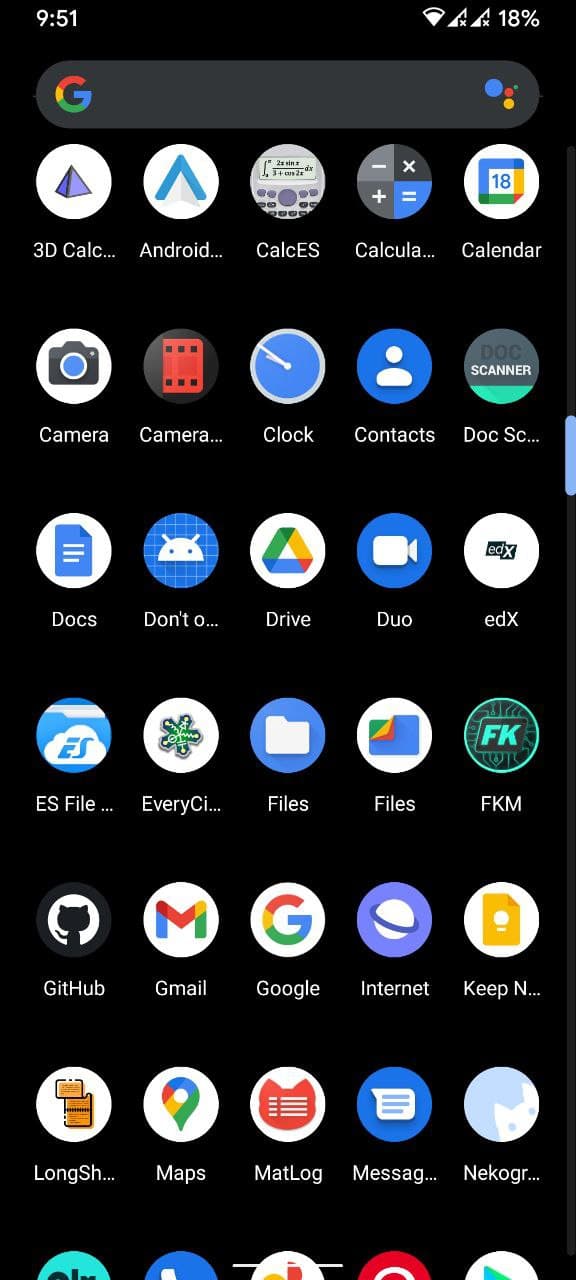 9:51 18%
3D Calc... Android... CalcES Calcula... Calendar
18
Camera Camera... Clock Contacts Doc Sc...
DOC
SCANNER
Docs Don't o... Drive Duo edX
edX
ES File ... EveryCi... Files Files FKM
ES
FK
GitHub Gmail Google Internet Keep N...
LongSh... Maps MatLog Messag... Nekogr...